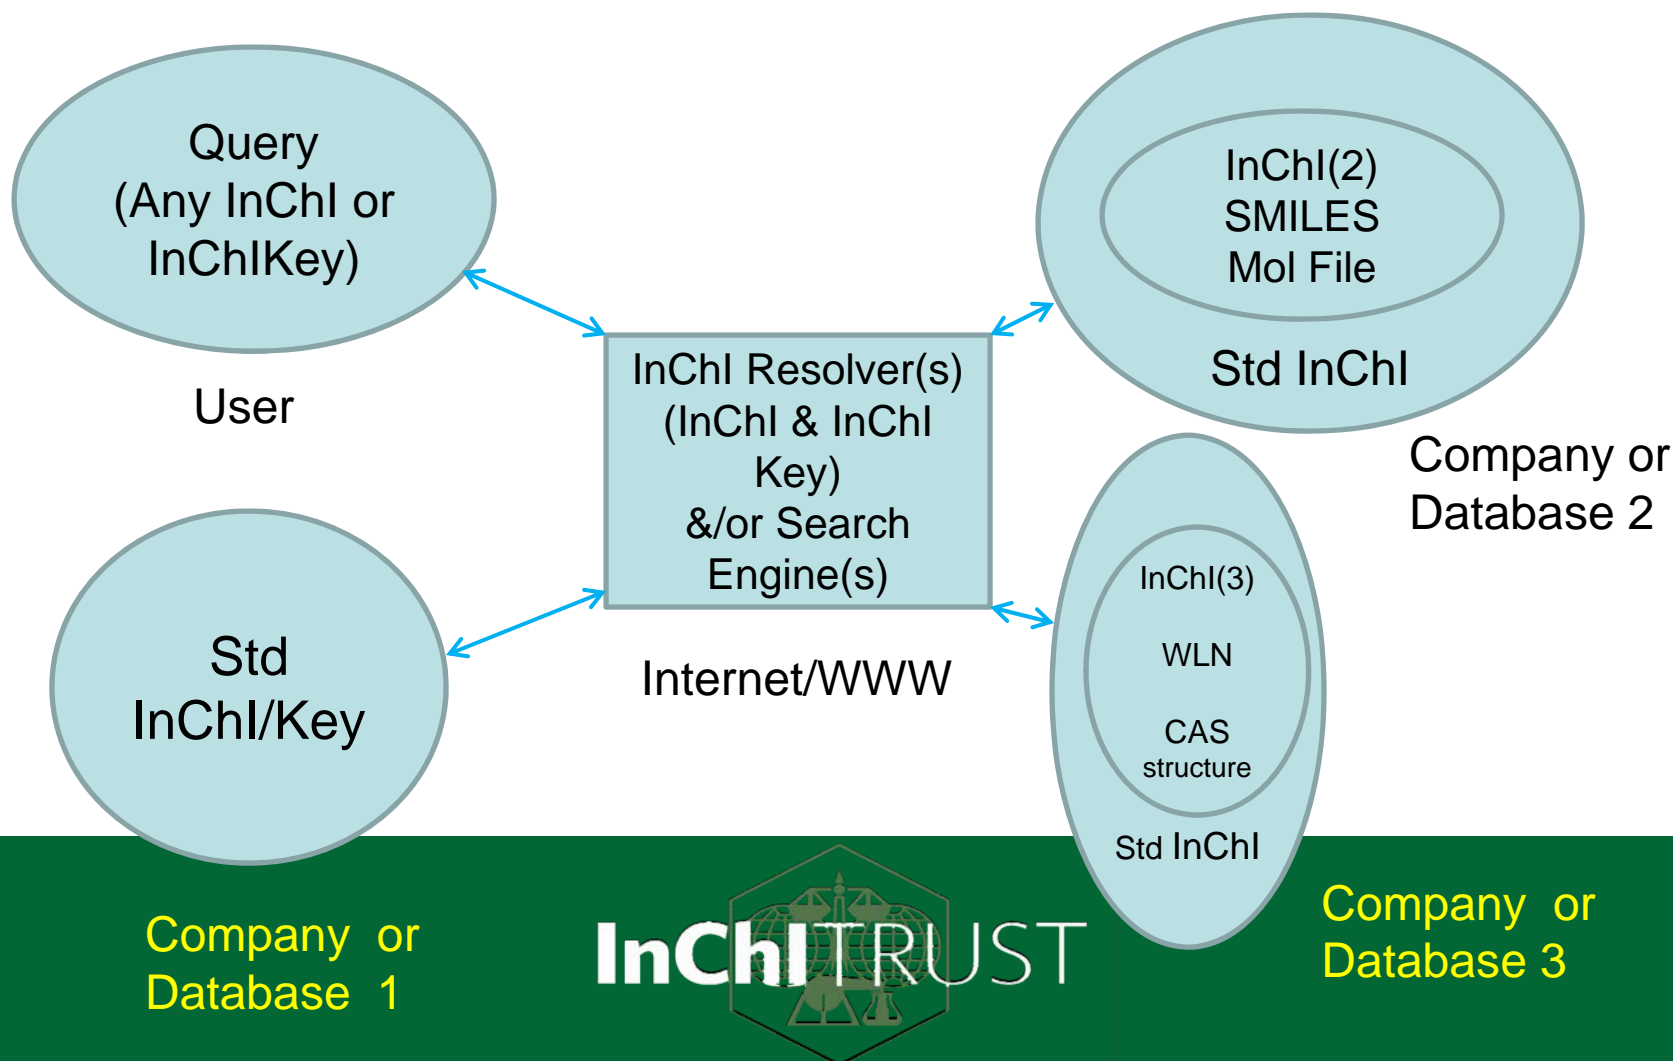 Query
(Any InChI or
InChIKey)
User
InChI(2)
SMILES
Mol File
Std InChI
Company or
Database 2
InChI Resolver(s)
(InChI & InChI
Key)
&/or Search
Engine(s)
Internet/WWW
Std
InChI/Key
Company or
Database 1
InChI(3)
WLN
CAS
structure
Std InChI
Company or
Database 3
InChITRUST